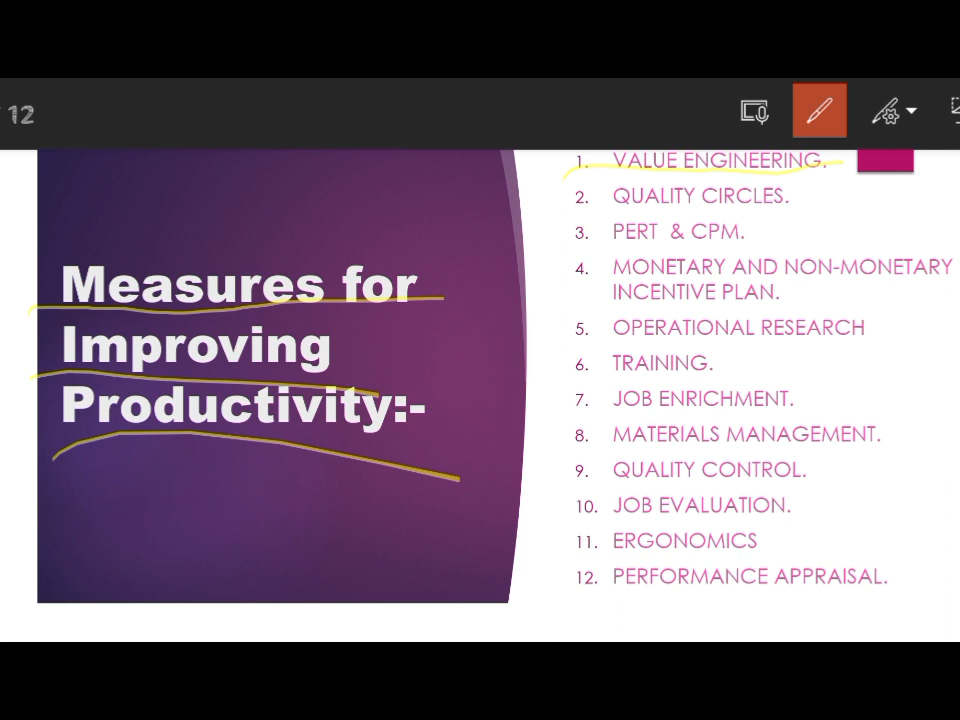 12
Measures for
Improving
Productivity:-
1. VALUE ENGINEERING.
2. QUALITY CIRCLES.
3. PERT & CPM.
4. MONETARY AND NON-MONETARY
INCENTIVE PLAN.
5. OPERATIONAL RESEARCH
6. TRAINING.
7. JOB ENRICHMENT.
8. MATERIALS MANAGEMENT.
9. QUALITY CONTROL.
10. JOB EVALUATION.
11. ERGONOMICS
12. PERFORMANCE APPRAISAL.